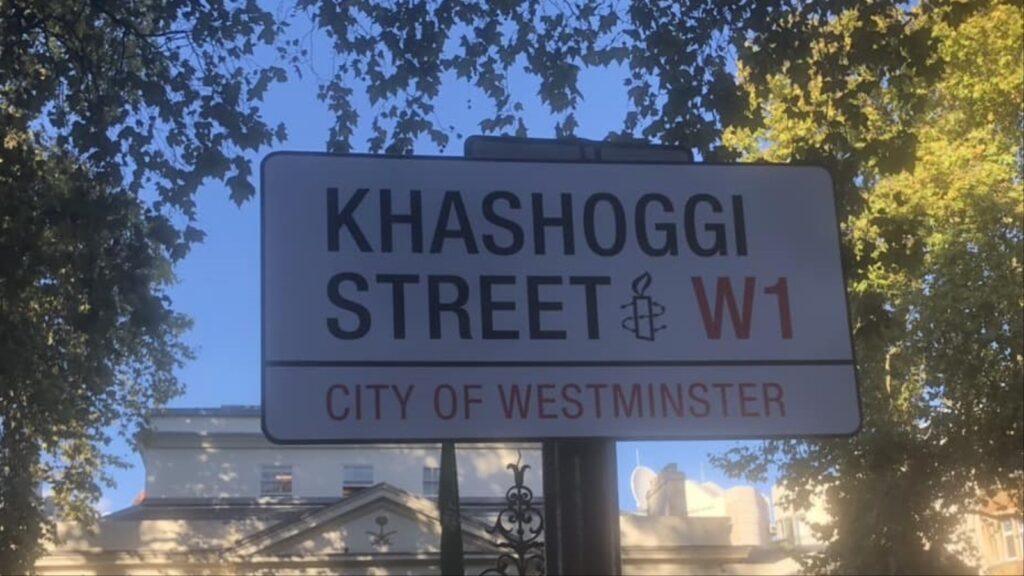 KHASHOGGI
STREET W1
CITY OF WESTMINSTER